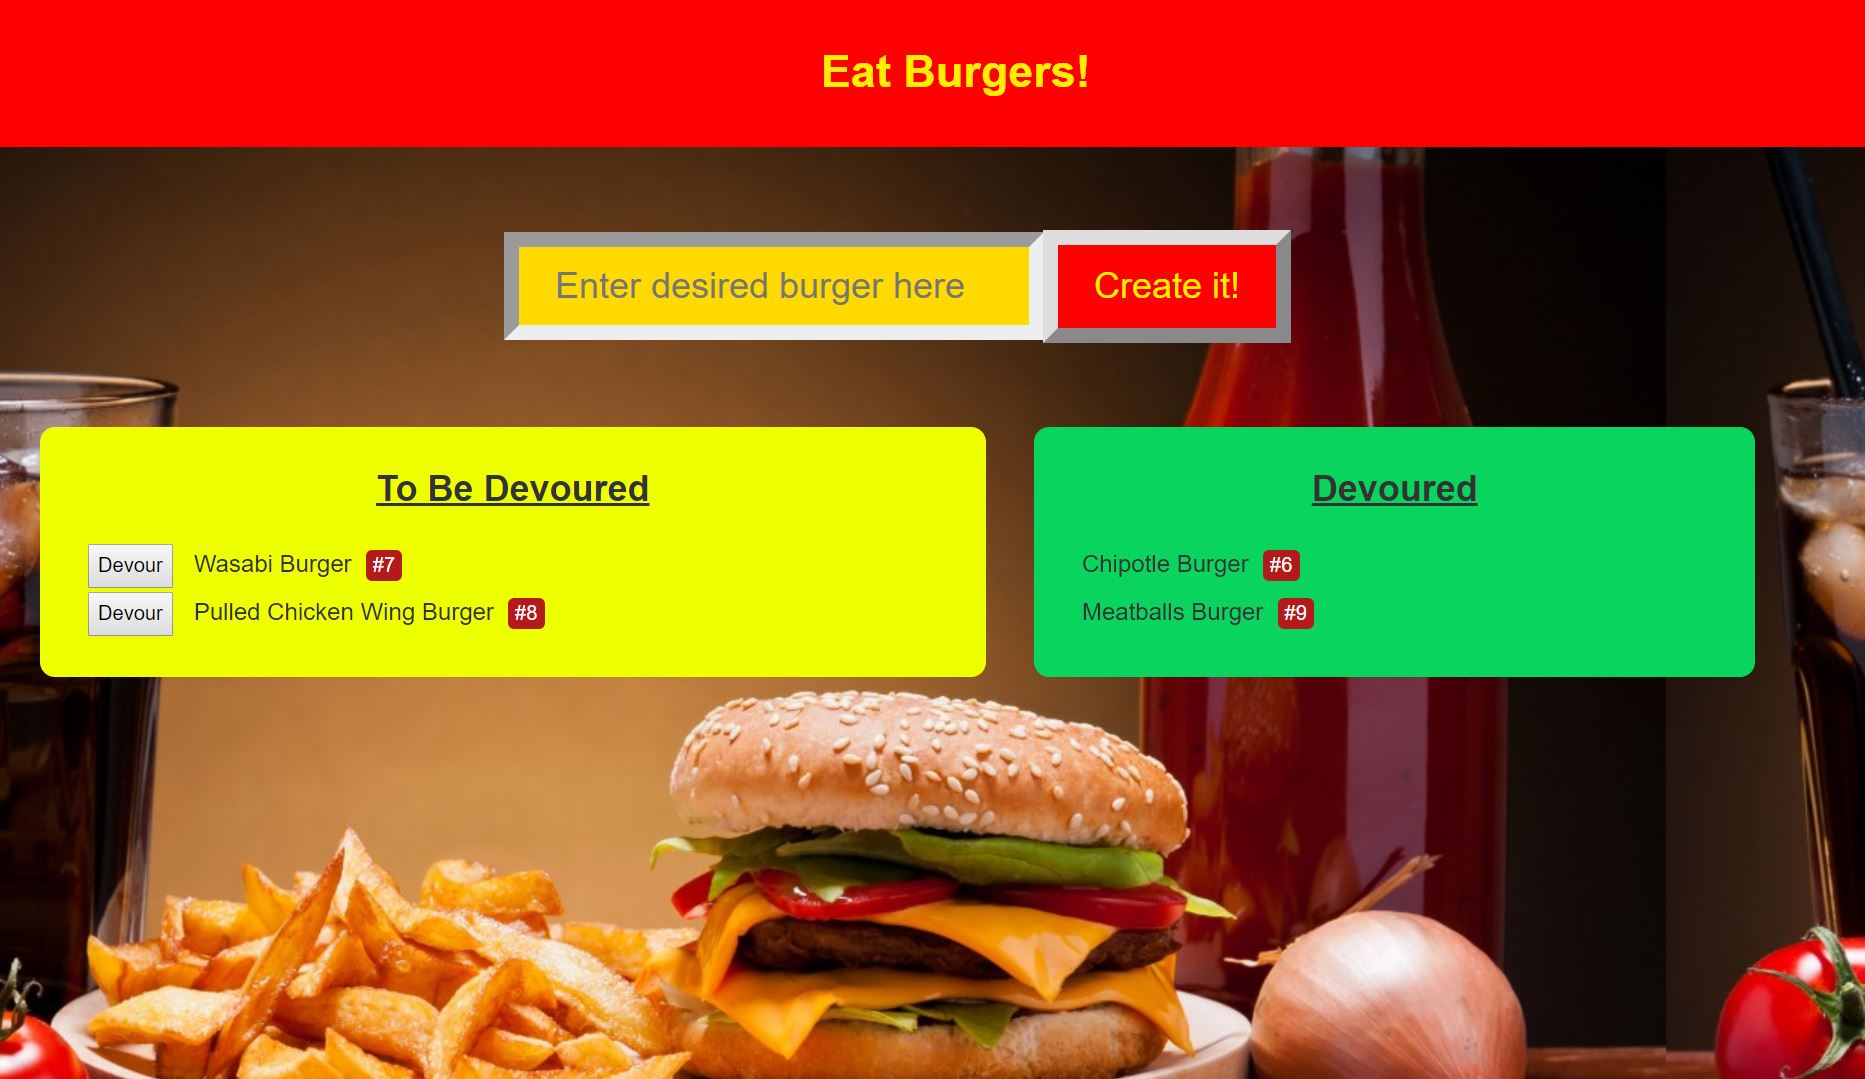 Eat Burgers!
Enter desired burger here
Create it!
To Be Devoured
Devour Wasabi Burger #7
Devour Pulled Chicken Wing Burger #8
Devoured
Chipotle Burger #6
Meatballs Burger #9